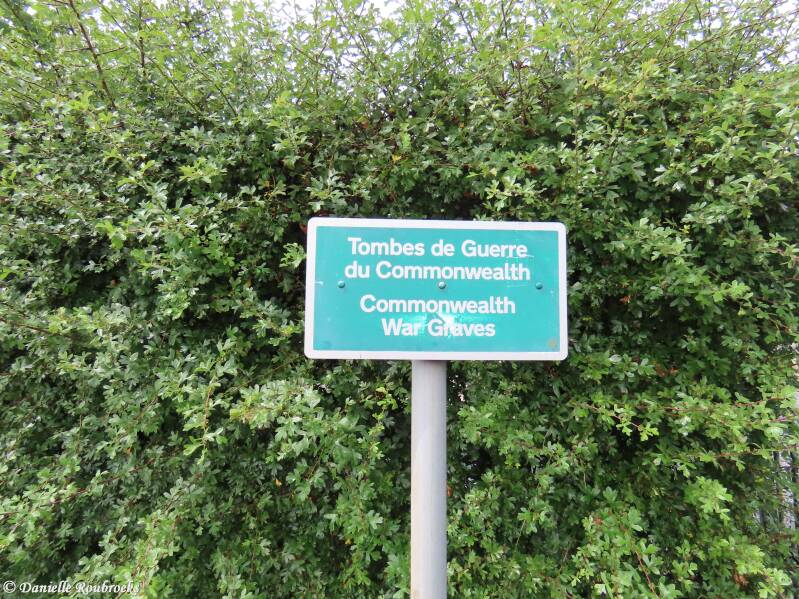 Tombes de Guerre
du Commonwealth
Commonwealth
War Graves
© Danielle Roubroeks